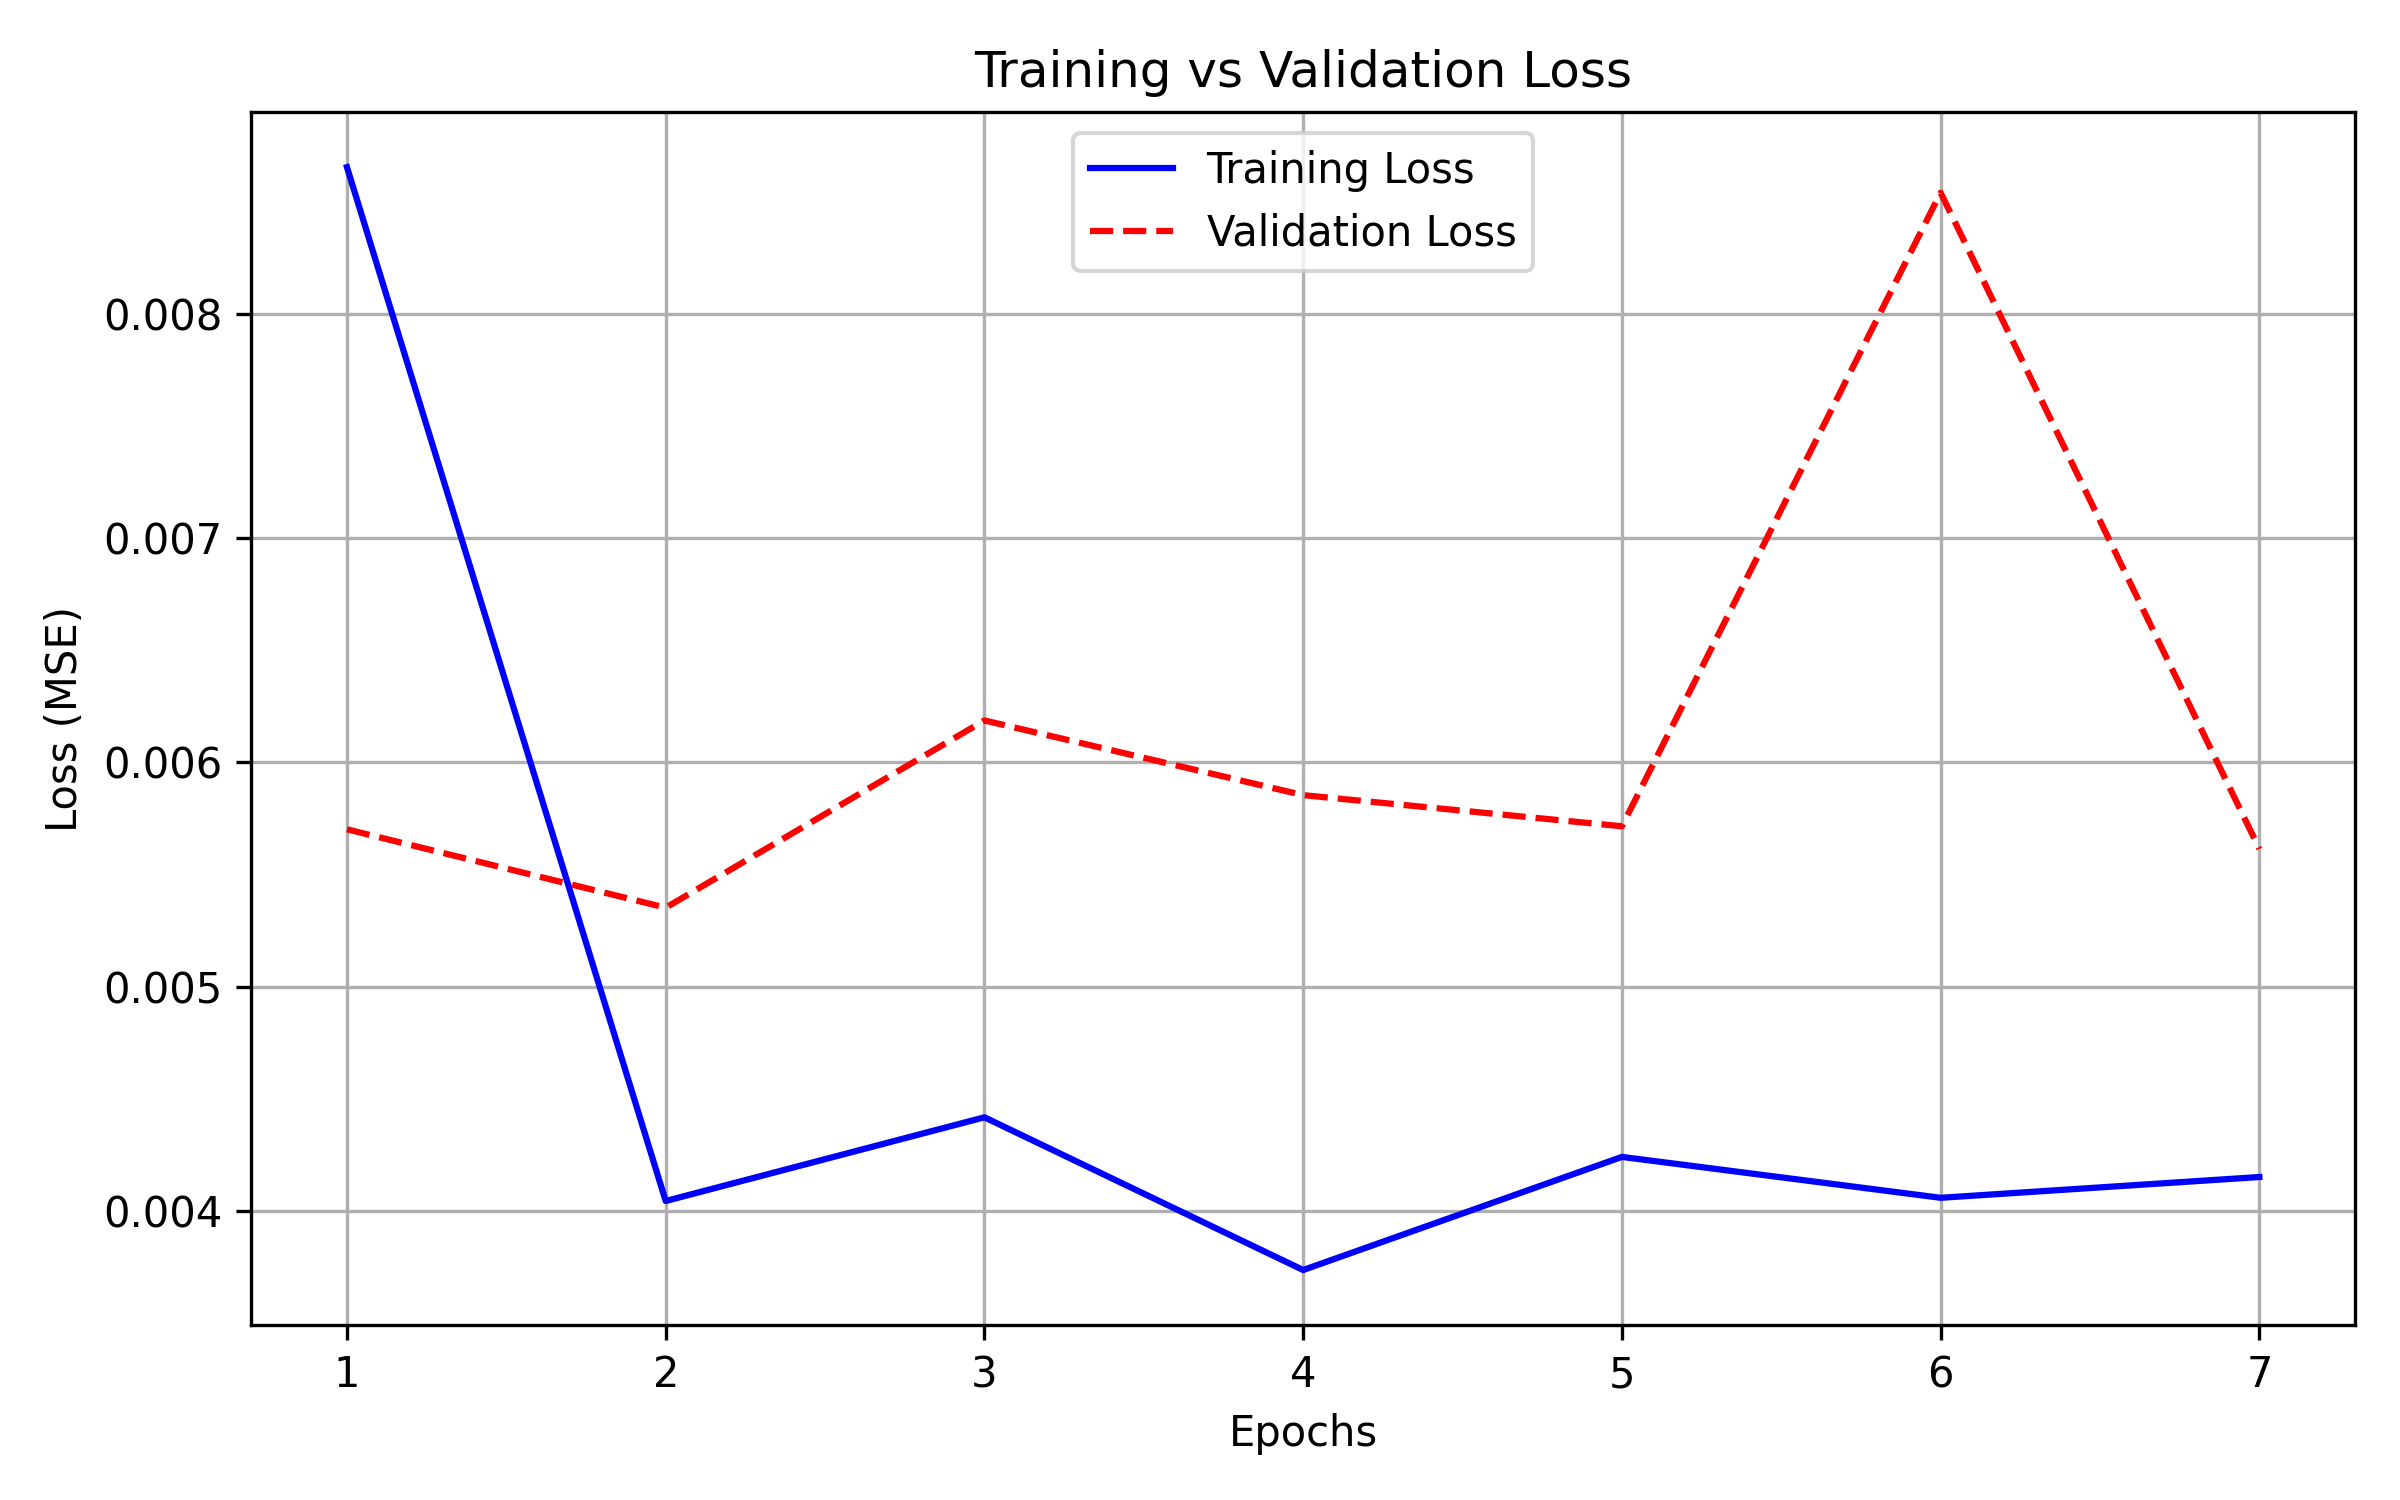 Training vs Validation Loss
Training Loss
Validation Loss
0.008
0.007
0.006
0.005
0.004
Loss (MSE)
1 2 3 4 5 6 7
Epochs